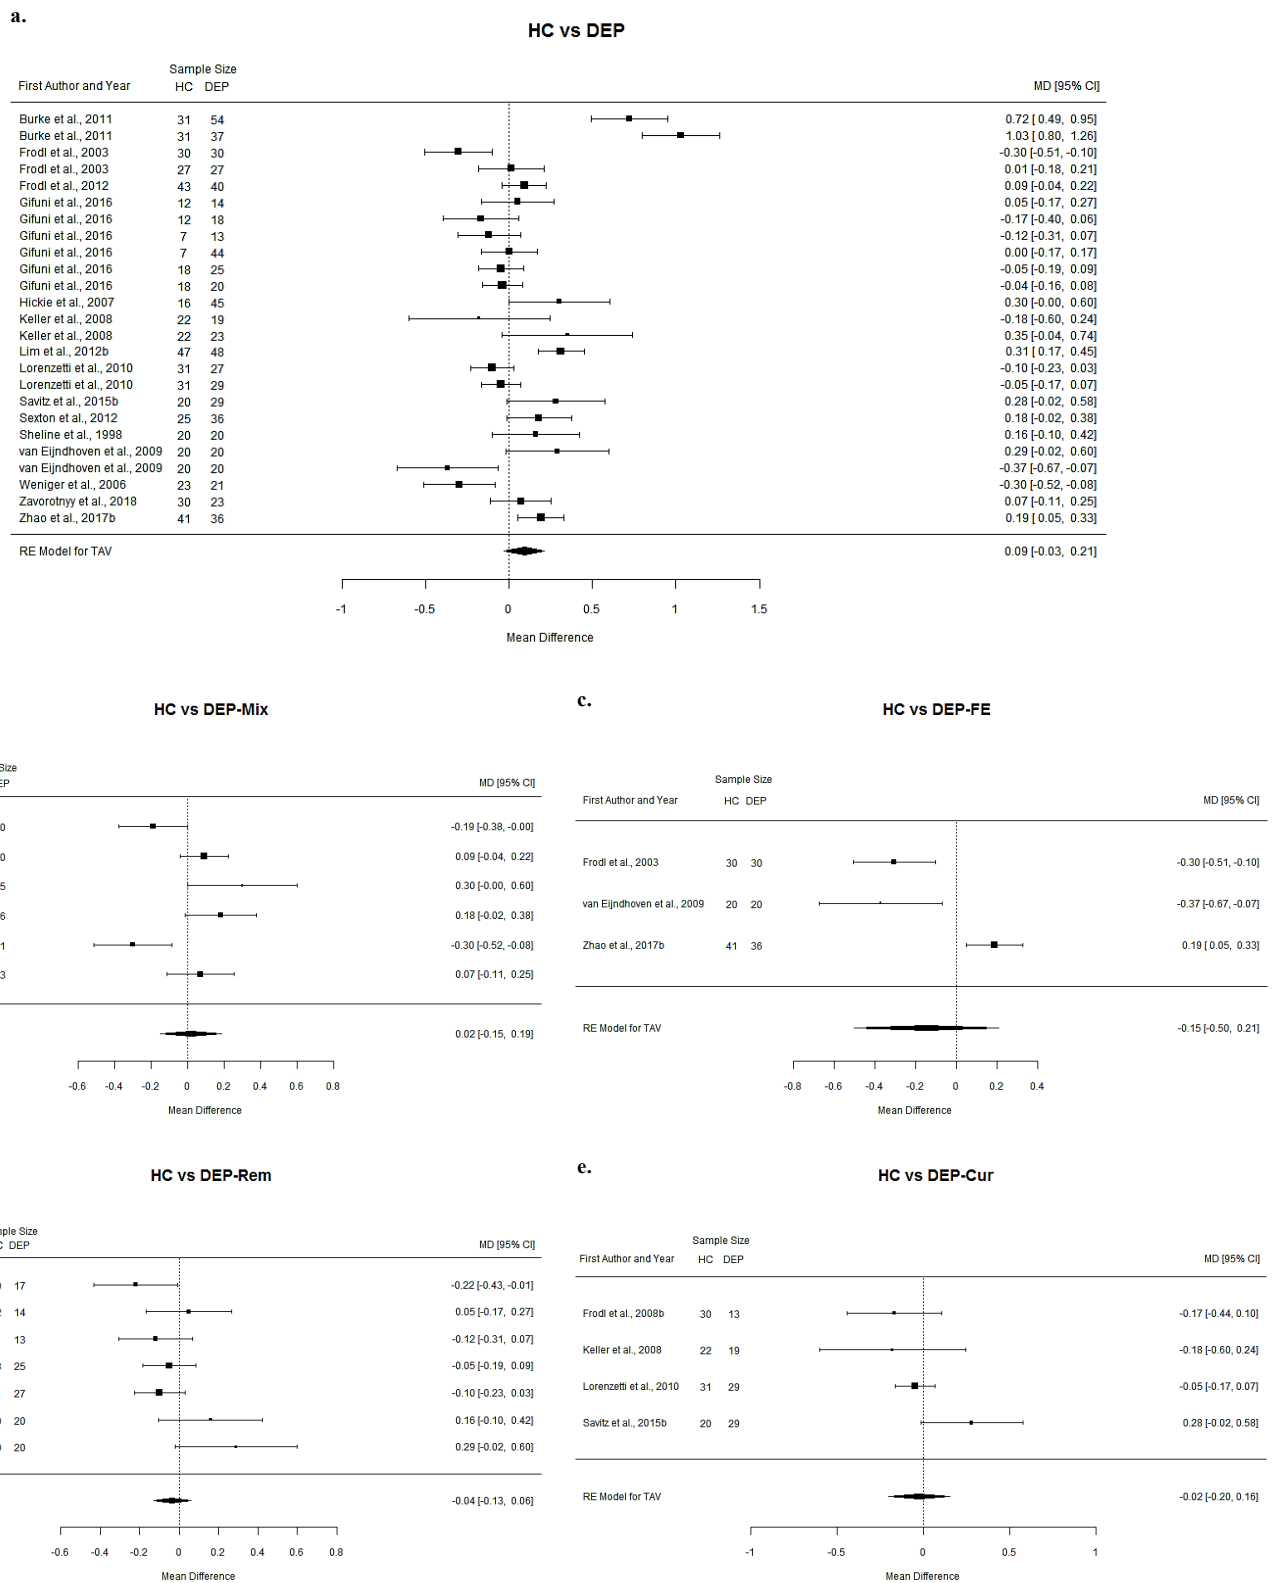 a.
HC vs DEP
Sample Size
First Author and Year HC DEP MD [95% CI]
Burke et al., 2011 31 54 0.72 [ 0.49, 0.95]
Burke et al., 2011 31 37 1.03 [ 0.80, 1.26]
Frodl et al., 2003 30 30 -0.30 [-0.51, -0.10]
Frodl et al., 2003 27 27 0.01 [-0.18, 0.21]
Frodl et al., 2012 43 40 0.09 [-0.04, 0.22]
Gifuni et al., 2016 12 14 0.05 [-0.17, 0.27]
Gifuni et al., 2016 12 18 -0.17 [-0.40, 0.06]
Gifuni et al., 2016 7 13 -0.12 [-0.31, 0.07]
Gifuni et al., 2016 7 44 0.00 [-0.17, 0.17]
Gifuni et al., 2016 18 25 -0.05 [-0.19, 0.09]
Gifuni et al., 2016 18 20 -0.04 [-0.16, 0.08]
Hickie et al., 2007 16 45 0.30 [-0.00, 0.60]
Keller et al., 2008 22 19 -0.18 [-0.60, 0.24]
Keller et al., 2008 22 23 0.35 [-0.04, 0.74]
Lim et al., 2012b 47 48 0.31 [ 0.17, 0.45]
Lorenzetti et al., 2010 31 27 -0.10 [-0.23, 0.03]
Lorenzetti et al., 2010 31 29 -0.05 [-0.17, 0.07]
Savitz et al., 2015b 20 29 0.28 [-0.02, 0.58]
Sexton et al., 2012 25 36 0.18 [-0.02, 0.38]
Sheline et al., 1998 20 20 0.16 [-0.10, 0.42]
van Eijndhoven et al., 2009 20 20 0.29 [-0.02, 0.60]
van Eijndhoven et al., 2009 20 20 -0.37 [-0.67, -0.07]
Weniger et al., 2006 23 21 -0.30 [-0.52, -0.08]
Zavorotnyy et al., 2018 30 23 0.07 [-0.11, 0.25]
Zhao et al., 2017b 41 36 0.19 [ 0.05, 0.33]
RE Model for TAV 0.09 [-0.03, 0.21]
-1 -0.5 0 0.5 1 1.5
Mean Difference
HC vs DEP-Mix
Size
EP MD [95% CI]
0 -0.19 [-0.38, -0.00]
0 0.09 [-0.04, 0.22]
5 0.30 [-0.00, 0.60]
6 0.18 [-0.02, 0.38]
1 -0.30 [-0.52, -0.08]
3 0.07 [-0.11, 0.25]
0.02 [-0.15, 0.19]
-0.6 -0.4 -0.2 0 0.2 0.4 0.6 0.8
Mean Difference
c.
HC vs DEP-FE
Sample Size
First Author and Year HC DEP MD [95% CI]
Frodl et al., 2003 30 30 -0.30 [-0.51, -0.10]
van Eijndhoven et al., 2009 20 20 -0.37 [-0.67, -0.07]
Zhao et al., 2017b 41 36 0.19 [ 0.05, 0.33]
RE Model for TAV -0.15 [-0.50, 0.21]
-0.8 -0.6 -0.4 -0.2 0 0.2 0.4
Mean Difference
HC vs DEP-Rem
mple Size
C DEP MD [95% CI]
17 -0.22 [-0.43, -0.01]
14 0.05 [-0.17, 0.27]
13 -0.12 [-0.31, 0.07]
25 -0.05 [-0.19, 0.09]
27 -0.10 [-0.23, 0.03]
20 0.16 [-0.10, 0.42]
20 0.29 [-0.02, 0.60]
-0.04 [-0.13, 0.06]
-0.6 -0.4 -0.2 0 0.2 0.4 0.6 0.8
Mean Difference
e.
HC vs DEP-Cur
Sample Size
First Author and Year HC DEP MD [95% CI]
Frodl et al., 2008b 30 13 -0.17 [-0.44, 0.10]
Keller et al., 2008 22 19 -0.18 [-0.60, 0.24]
Lorenzetti et al., 2010 31 29 -0.05 [-0.17, 0.07]
Savitz et al., 2015b 20 29 0.28 [-0.02, 0.58]
RE Model for TAV -0.02 [-0.20, 0.16]
-1 -0.5 0 0.5 1
Mean Difference